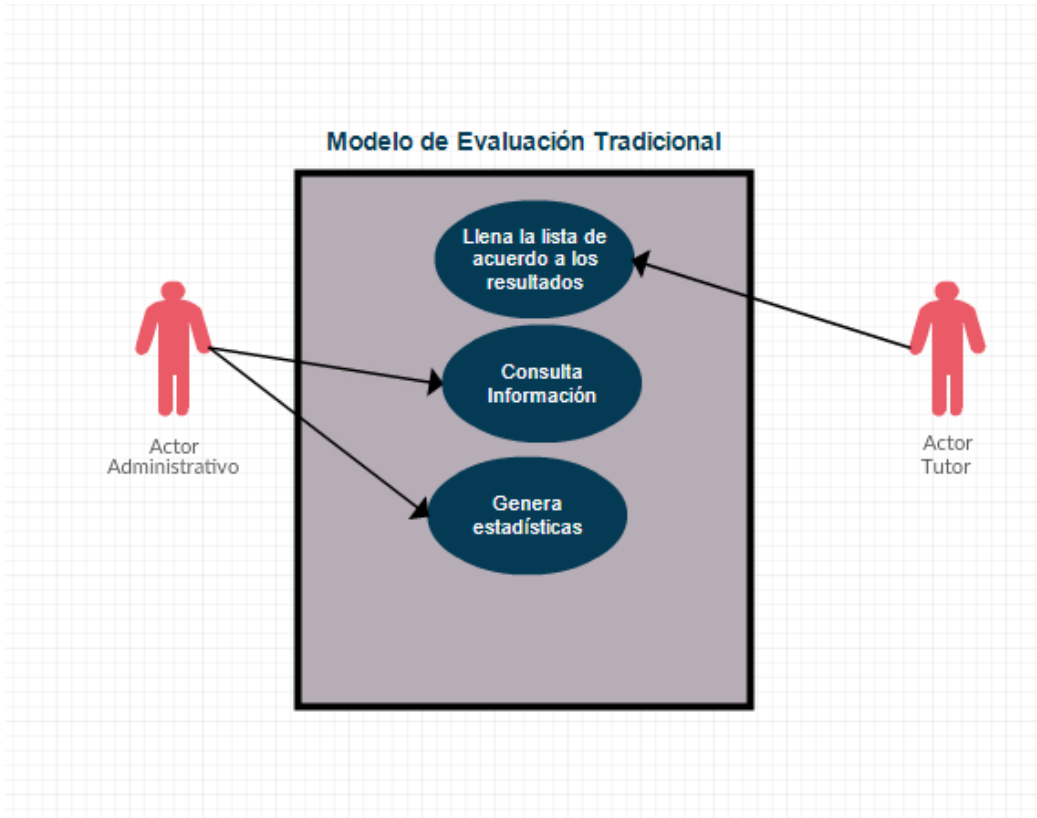 Modelo de Evaluación Tradicional
Llena la lista de
acuerdo a los
resultados
Consulta
Información
Genera
estadísticas
Actor
Administrativo
Actor
Tutor